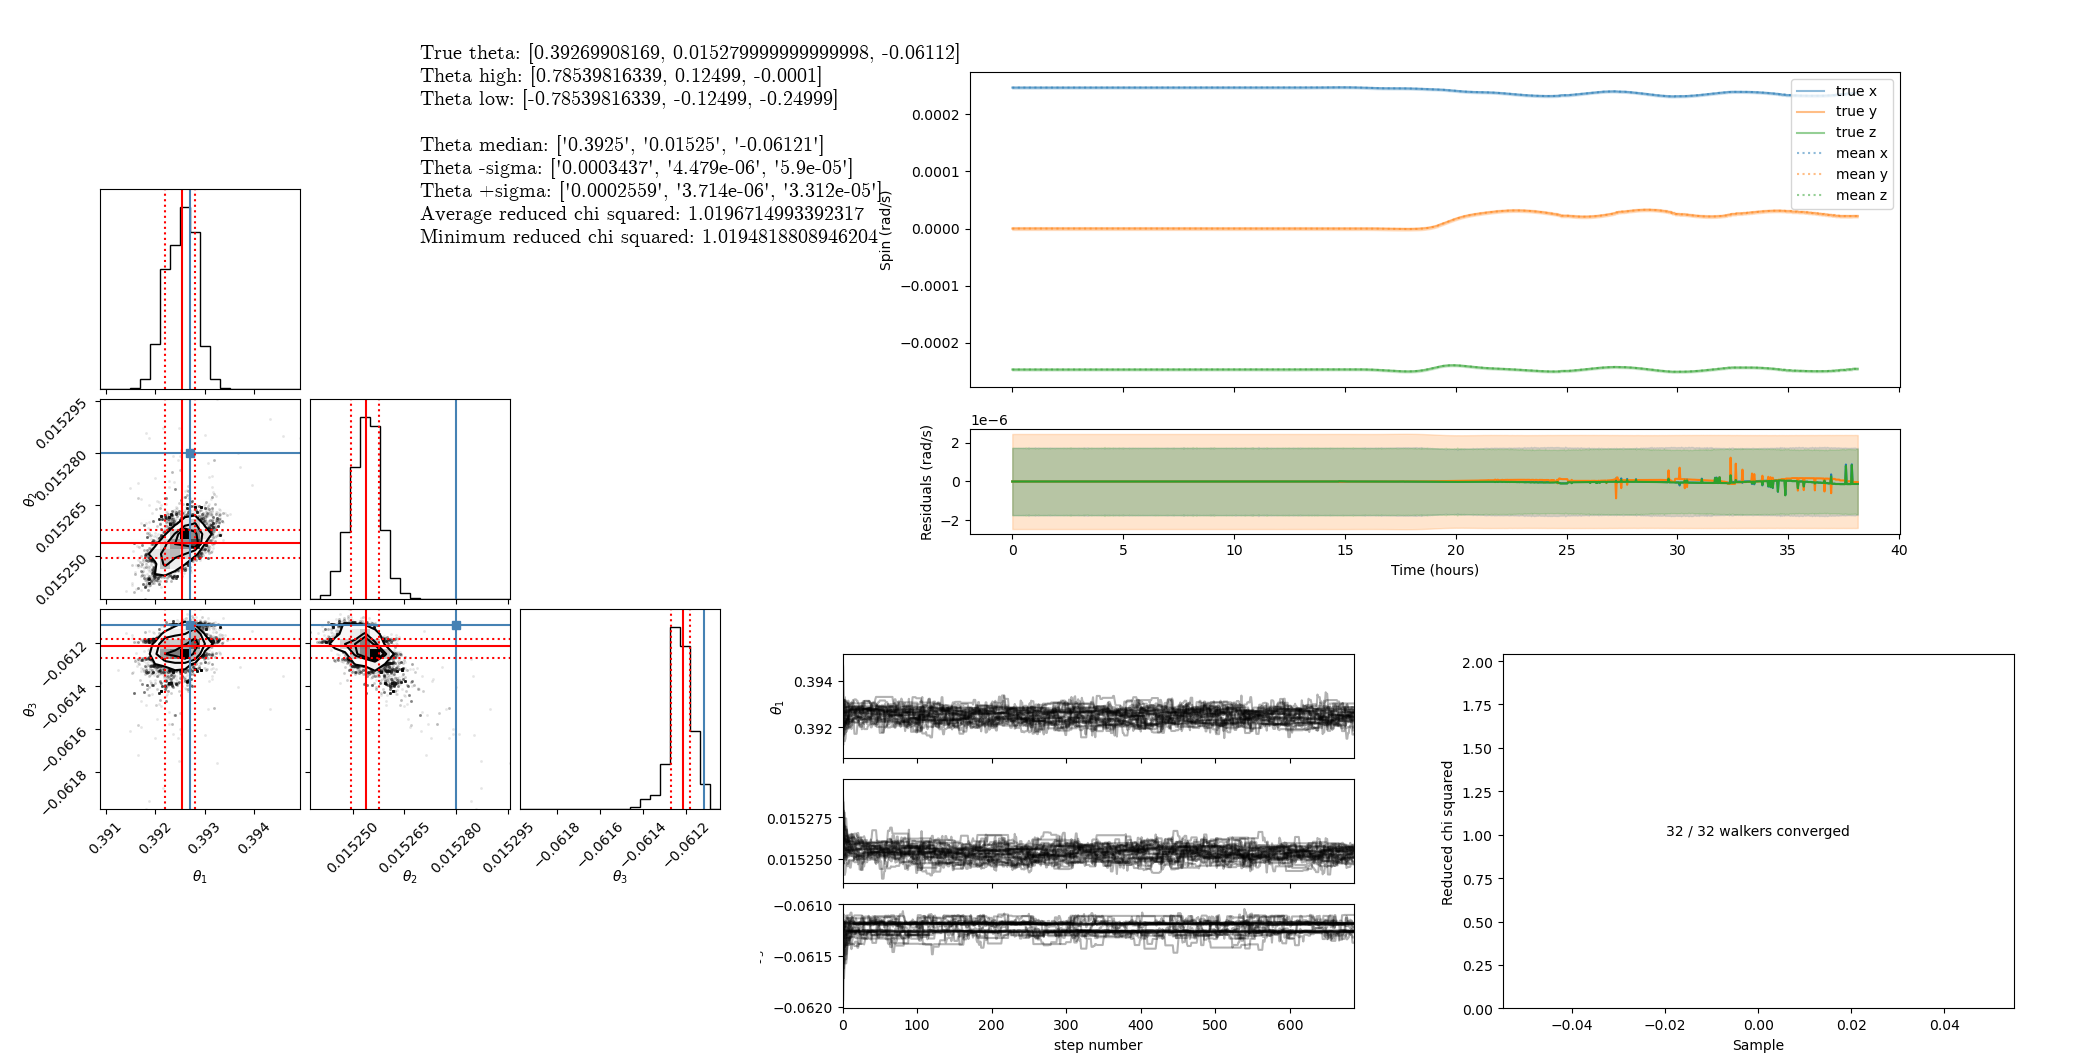 True theta: [0.39269908169, 0.015279999999999998, -0.06112]
Theta high: [0.78539816339, 0.12499, -0.0001]
Theta low: [-0.78539816339, -0.12499, -0.24999]
Theta median: ['0.3925', '0.01525', '-0.06121']
Theta -sigma: ['0.0003437', '4.479e-06', '5.9e-05']
Theta +sigma: ['0.0002559', '3.714e-06', '3.312e-05']
Average reduced chi squared: 1.0196714993392317
Minimum reduced chi squared: 1.0194818808946204
Spin (rad/s)
0.0002
0.0001
0.0000
−0.0001
−0.0002
true x
true y
true z
mean x
mean y
mean z
1e−6
Residuals (rad/s)
2
0
−2
0 5 10 15 20 25 30 35 40
Time (hours)
θ2
0.015295
0.015280
0.015265
0.015250
θ3
−0.0612
−0.0614
−0.0616
−0.0618
0.391 0.392 0.393 0.394
θ1
0.015250 0.015265 0.015280 0.015295
θ2
−0.0618 −0.0616 −0.0614 −0.0612
θ3
θ1
0.394
0.392
0.015275
0.015250
−0.0610
−0.0615
−0.0620
0 100 200 300 400 500 600
step number
Reduced chi squared
2.00
1.75
1.50
1.25
1.00
0.75
0.50
0.25
0.00
32 / 32 walkers converged
−0.04 −0.02 0.00 0.02 0.04
Sample